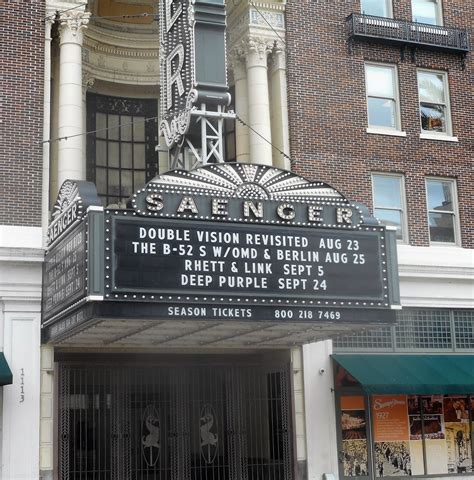 SAENGER
DOUBLE VISION REVISITED AUG 23
THE B-52 S W/OMD & BERLIN AUG 25
RHETT & LINK SEPT 5
DEEP PURPLE SEPT 24
SEASON TICKETS 800 218 7469
1113
1927